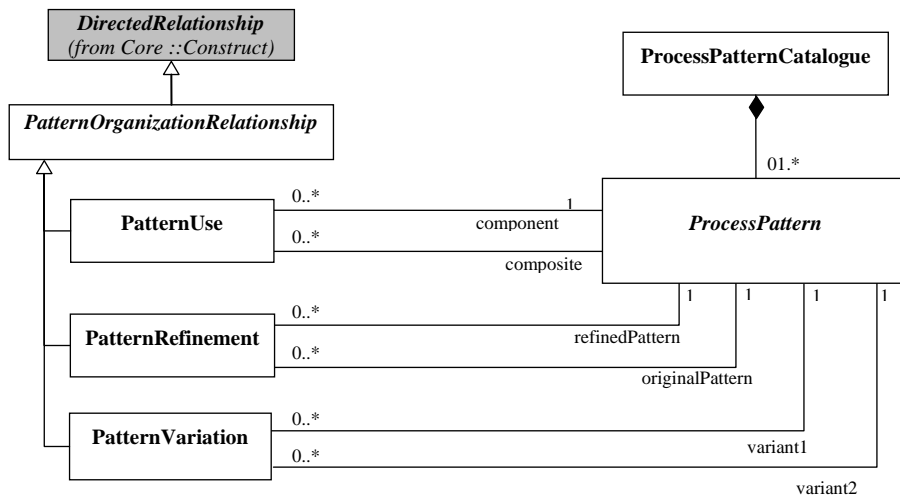 DirectedRelationship
(from Core ::Construct)
ProcessPatternCatalogue
PatternOrganizationRelationship
01.*
0..*
1
PatternUse
component
ProcessPattern
0..*
composite
1
1
1
1
0..*
PatternRefinement
refinedPattern
0..*
originalPattern
0..*
PatternVariation
variant1
0..*
variant2